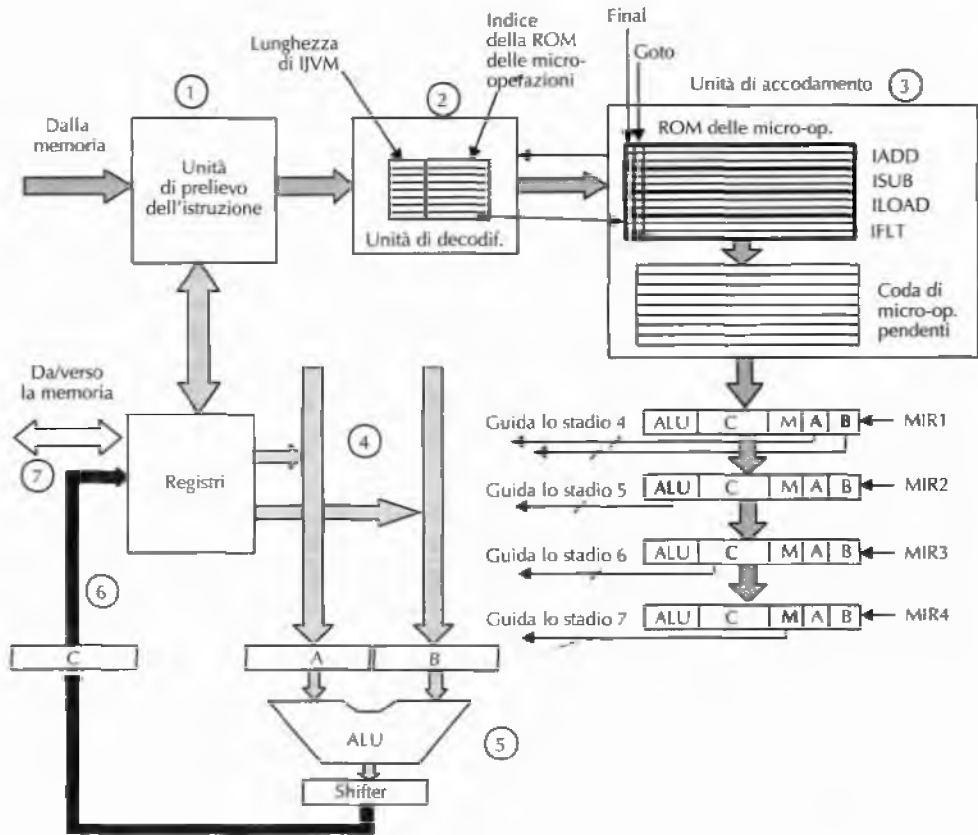 Final
Goto
Indice
della ROM
delle micro-
operazioni
Lunghezza
di IJVM
1
2
Unità di accodamento
3
Dalla
memoria
Unità
di prelievo
dell'istruzione
Unità di decodif.
ROM delle micro-op.
IADD
ISUB
ILOAD
IFLT
Coda di
micro-op.
pendenti
Da/verso
la memoria
7
Registri
4
Guida lo stadio 4
ALU C M A B
MIR1
Guida lo stadio 5
ALU C M A B
MIR2
Guida lo stadio 6
ALU C M A B
MIR3
Guida lo stadio 7
ALU C M A B
MIR4
6
C
A
B
ALU
5
Shifter